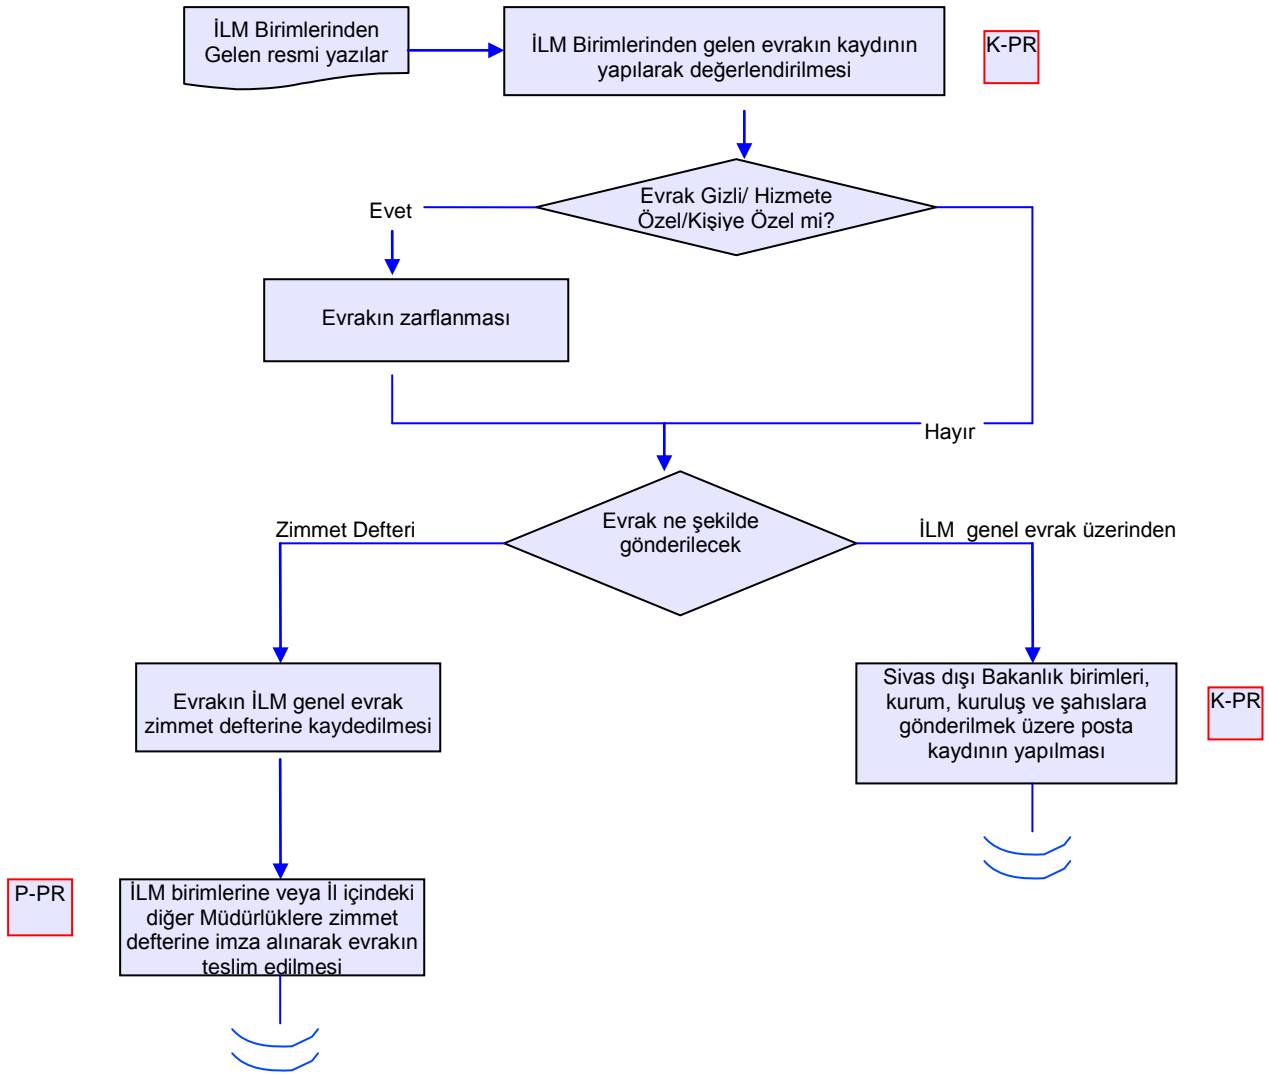 İLM Birimlerinden
Gelen resmi yazılar
İLM Birimlerinden gelen evrakın kaydının
yapılarak değerlendirilmesi
K-PR
Evrak Gizli/ Hizmete
Özel/Kişiye Özel mi?
Evet
Evrakın zarflanması
Hayır
Evrak ne şekilde
gönderilecek
Zimmet Defteri
İLM  genel evrak üzerinden
Evrakın İLM genel evrak
zimmet defterine kaydedilmesi
Sivas dışı Bakanlık birimleri,
kurum, kuruluş ve şahıslara
gönderilmek üzere posta
kaydının yapılması
K-PR
P-PR
İLM birimlerine veya İl içindeki
diğer Müdürlüklere zimmet
defterine imza alınarak evrakın
teslim edilmesi